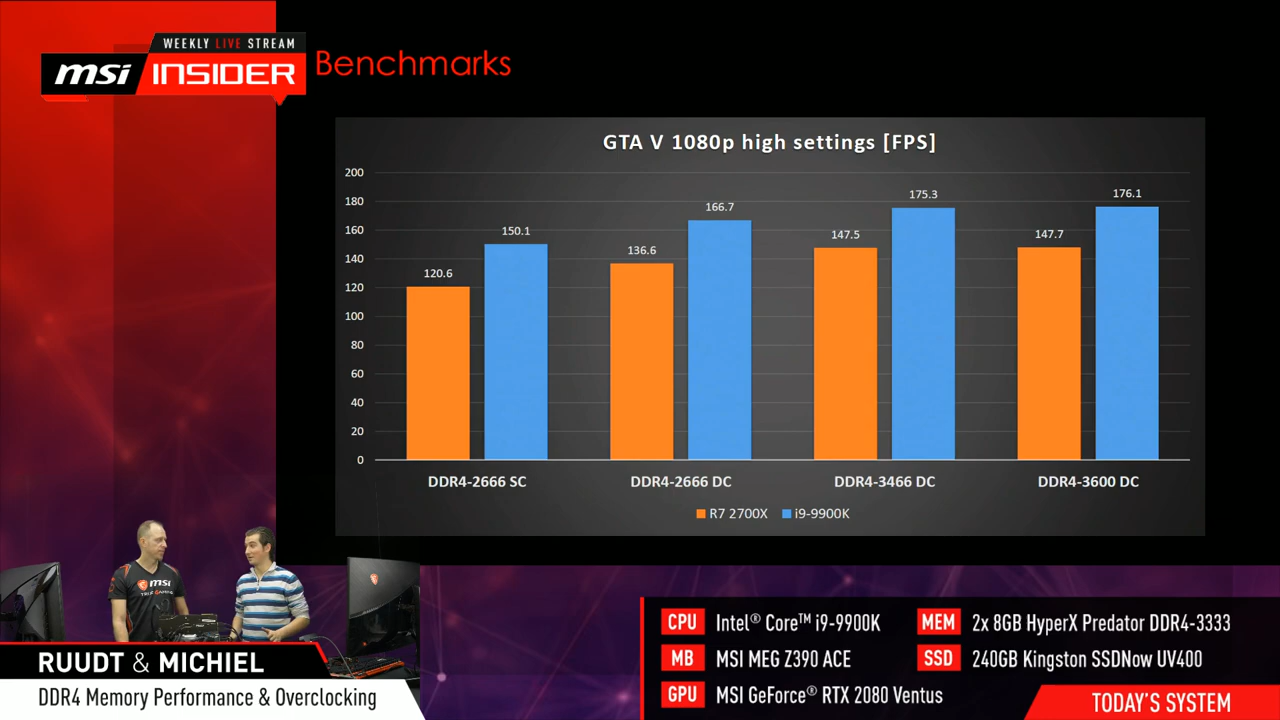 WEEKLY LIVE STREAM
msi INSIDER
Benchmarks
GTA V 1080p high settings [FPS]
200
180
160
140
120
100
80
60
40
20
0
120.6
150.1
136.6
166.7
147.5
175.3
147.7
176.1
DDR4-2666 SC
DDR4-2666 DC
DDR4-3466 DC
DDR4-3600 DC
R7 2700X
i9-9900K
msi
RUUDT & MICHIEL
DDR4 Memory Performance & Overclocking
CPU Intel® Core™ i9-9900K
MB MSI MEG Z390 ACE
GPU MSI GeForce® RTX 2080 Ventus
MEM 2x 8GB HyperX Predator DDR4-3333
SSD 240GB Kingston SSDNow UV400
TODAY'S SYSTEM